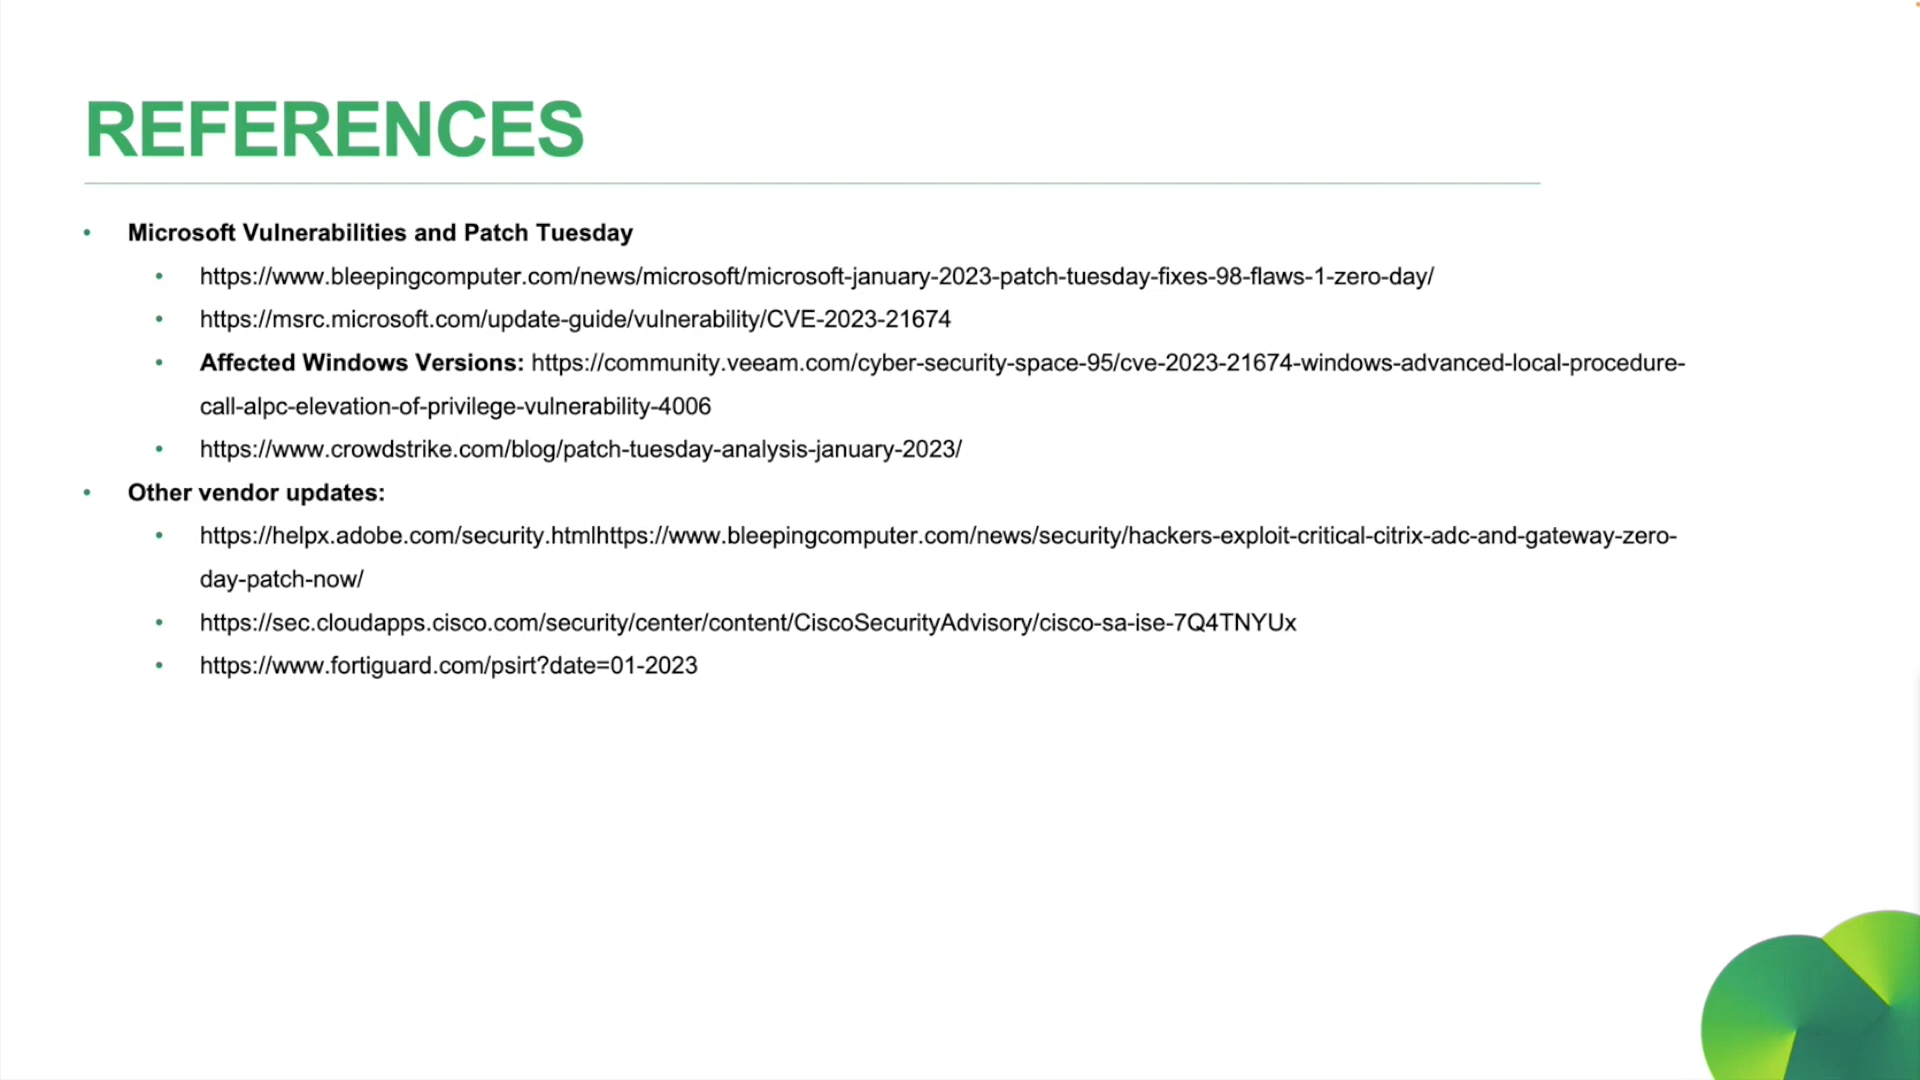 REFERENCES
• Microsoft Vulnerabilities and Patch Tuesday
• https://www.bleepingcomputer.com/news/microsoft/microsoft-january-2023-patch-tuesday-fixes-98-flaws-1-zero-day/
• https://msrc.microsoft.com/update-guide/vulnerability/CVE-2023-21674
• Affected Windows Versions: https://community.veeam.com/cyber-security-space-95/cve-2023-21674-windows-advanced-local-procedure-
call-alpc-elevation-of-privilege-vulnerability-4006
• https://www.crowdstrike.com/blog/patch-tuesday-analysis-january-2023/
• Other vendor updates:
• https://helpx.adobe.com/security.htmlhttps://www.bleepingcomputer.com/news/security/hackers-exploit-critical-citrix-adc-and-gateway-zero-
day-patch-now/
• https://sec.cloudapps.cisco.com/security/center/content/CiscoSecurityAdvisory/cisco-sa-ise-7Q4TNYUx
• https://www.fortiguard.com/psirt?date=01-2023